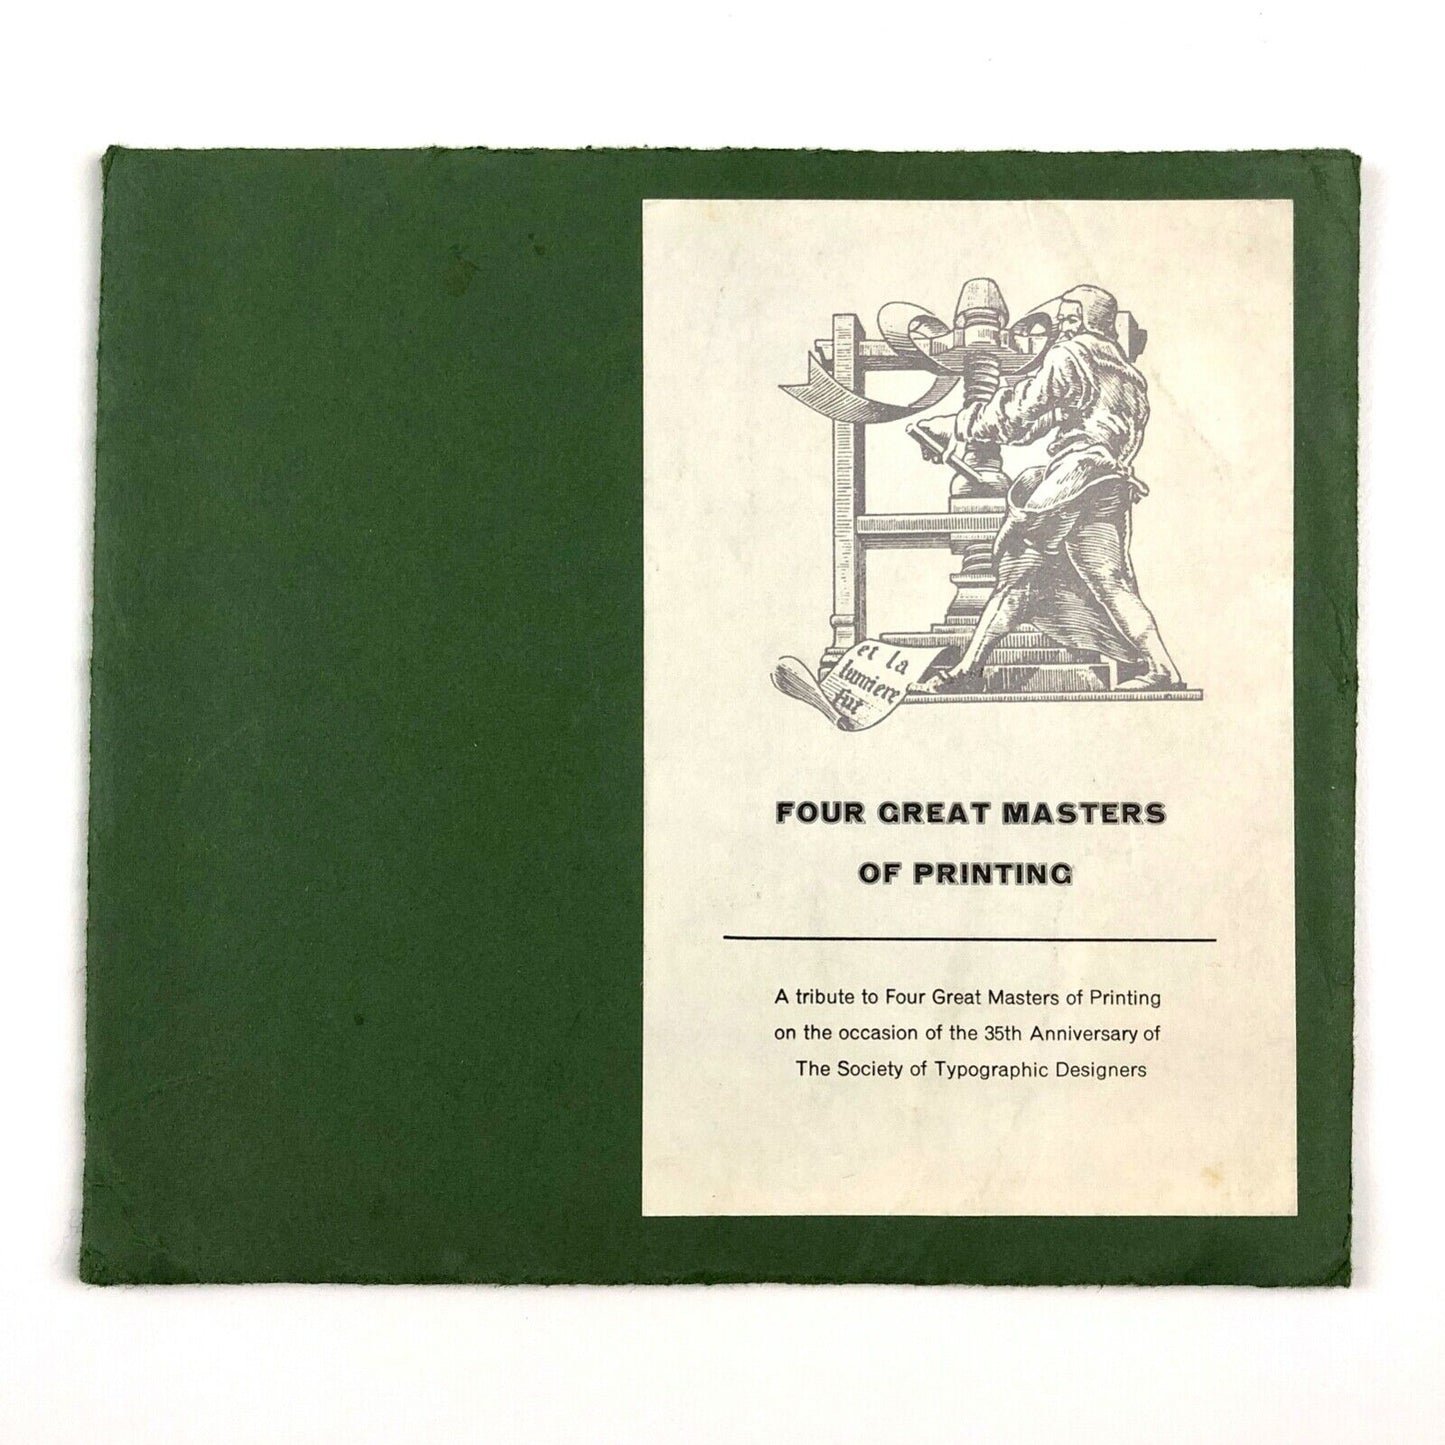 et la
lumiere
fut
FOUR GREAT MASTERS
OF PRINTING
A tribute to Four Great Masters of Printing
on the occasion of the 35th Anniversary of
The Society of Typographic Designers